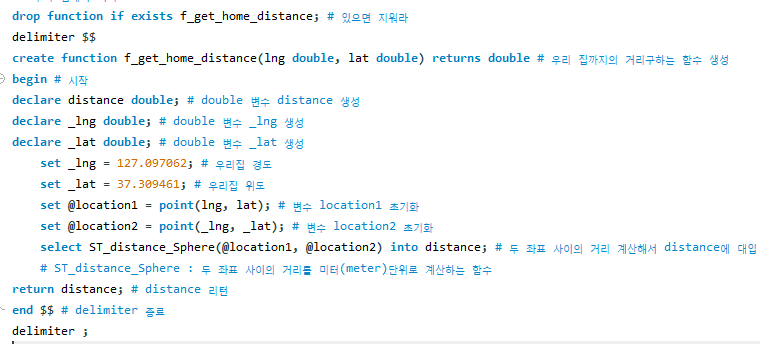 drop function if exists f_get_home_distance; # 있으면 지워라
delimiter $$
create function f_get_home_distance(lng double, lat double) returns double # 우리 집까지의 거리구하는 함수 생성
begin # 시작
declare distance double; # double 변수 distance 생성
declare _lng double; # double 변수 _lng 생성
declare _lat double; # double 변수 _lat 생성
set _lng = 127.097062; # 우리집 경도
set _lat = 37.309461; # 우리집 위도
set @location1 = point(lng, lat); # 변수 location1 초기화
set @location2 = point(_lng, _lat); # 변수 location2 초기화
select ST_distance_Sphere(@location1, @location2) into distance; # 두 좌표 사이의 거리 계산해서 distance에 대입
# ST_distance_Sphere : 두 좌표 사이의 거리를 미터(meter)단위로 계산하는 함수
return distance; # distance 리턴
end $$ # delimiter 종료
delimiter ;